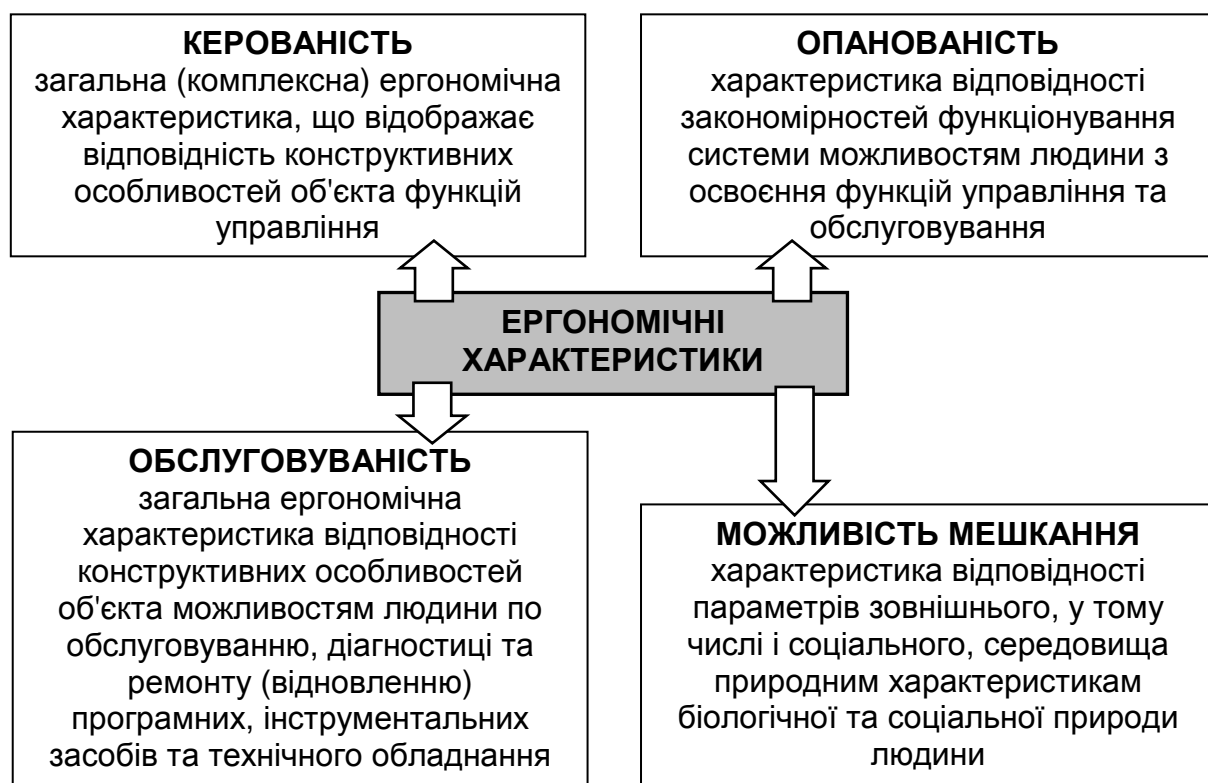 КЕРОВАНІСТЬ
загальна (комплексна) ергономічна
характеристика, що відображає
відповідність конструктивних
особливостей об'єкта функцій
управління
ОПАНОВАНІСТЬ
характеристика відповідності
закономірностей функціонування
системи можливостям людини з
освоєння функцій управління та
обслуговування
ЕРГОНОМІЧНІ
ХАРАКТЕРИСТИКИ
ОБСЛУГОВУВАНІСТЬ
загальна ергономічна
характеристика відповідності
конструктивних особливостей
об'єкта можливостям людини по
обслуговуванню, діагностиці та
ремонту (відновленню)
програмних, інструментальних
засобів та технічного обладнання
МОЖЛИВІСТЬ МЕШКАННЯ
характеристика відповідності
параметрів зовнішнього, у тому
числі і соціального, середовища
природним характеристикам
біологічної та соціальної природи
людини